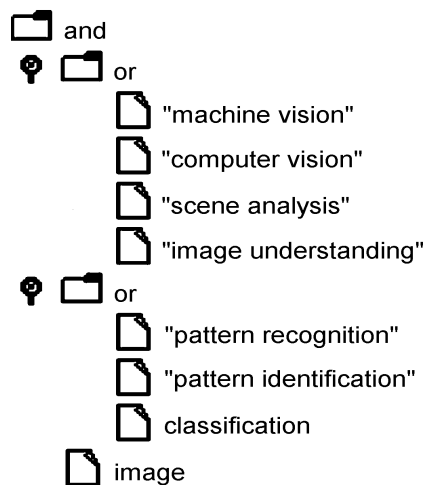 and
or
"machine vision"
"computer vision"
"scene analysis"
"image understanding"
or
"pattern recognition"
"pattern identification"
classification
image